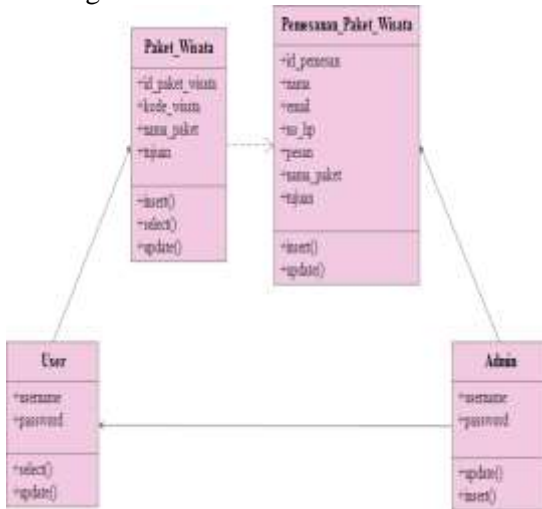 Paket_Wisata
+id_paket_wisata
+kode_wisata
+nama_paket
+tujuan
+insert()
+select()
+update()
Pemesanan_Paket_Wisata
+id_pemesan
+nama
+email
+no_hp
+pesan
+nama_paket
+tujuan
+insert()
+update()
User
+username
+password
+select()
+update()
Admin
+username
+password
+update()
+insert()